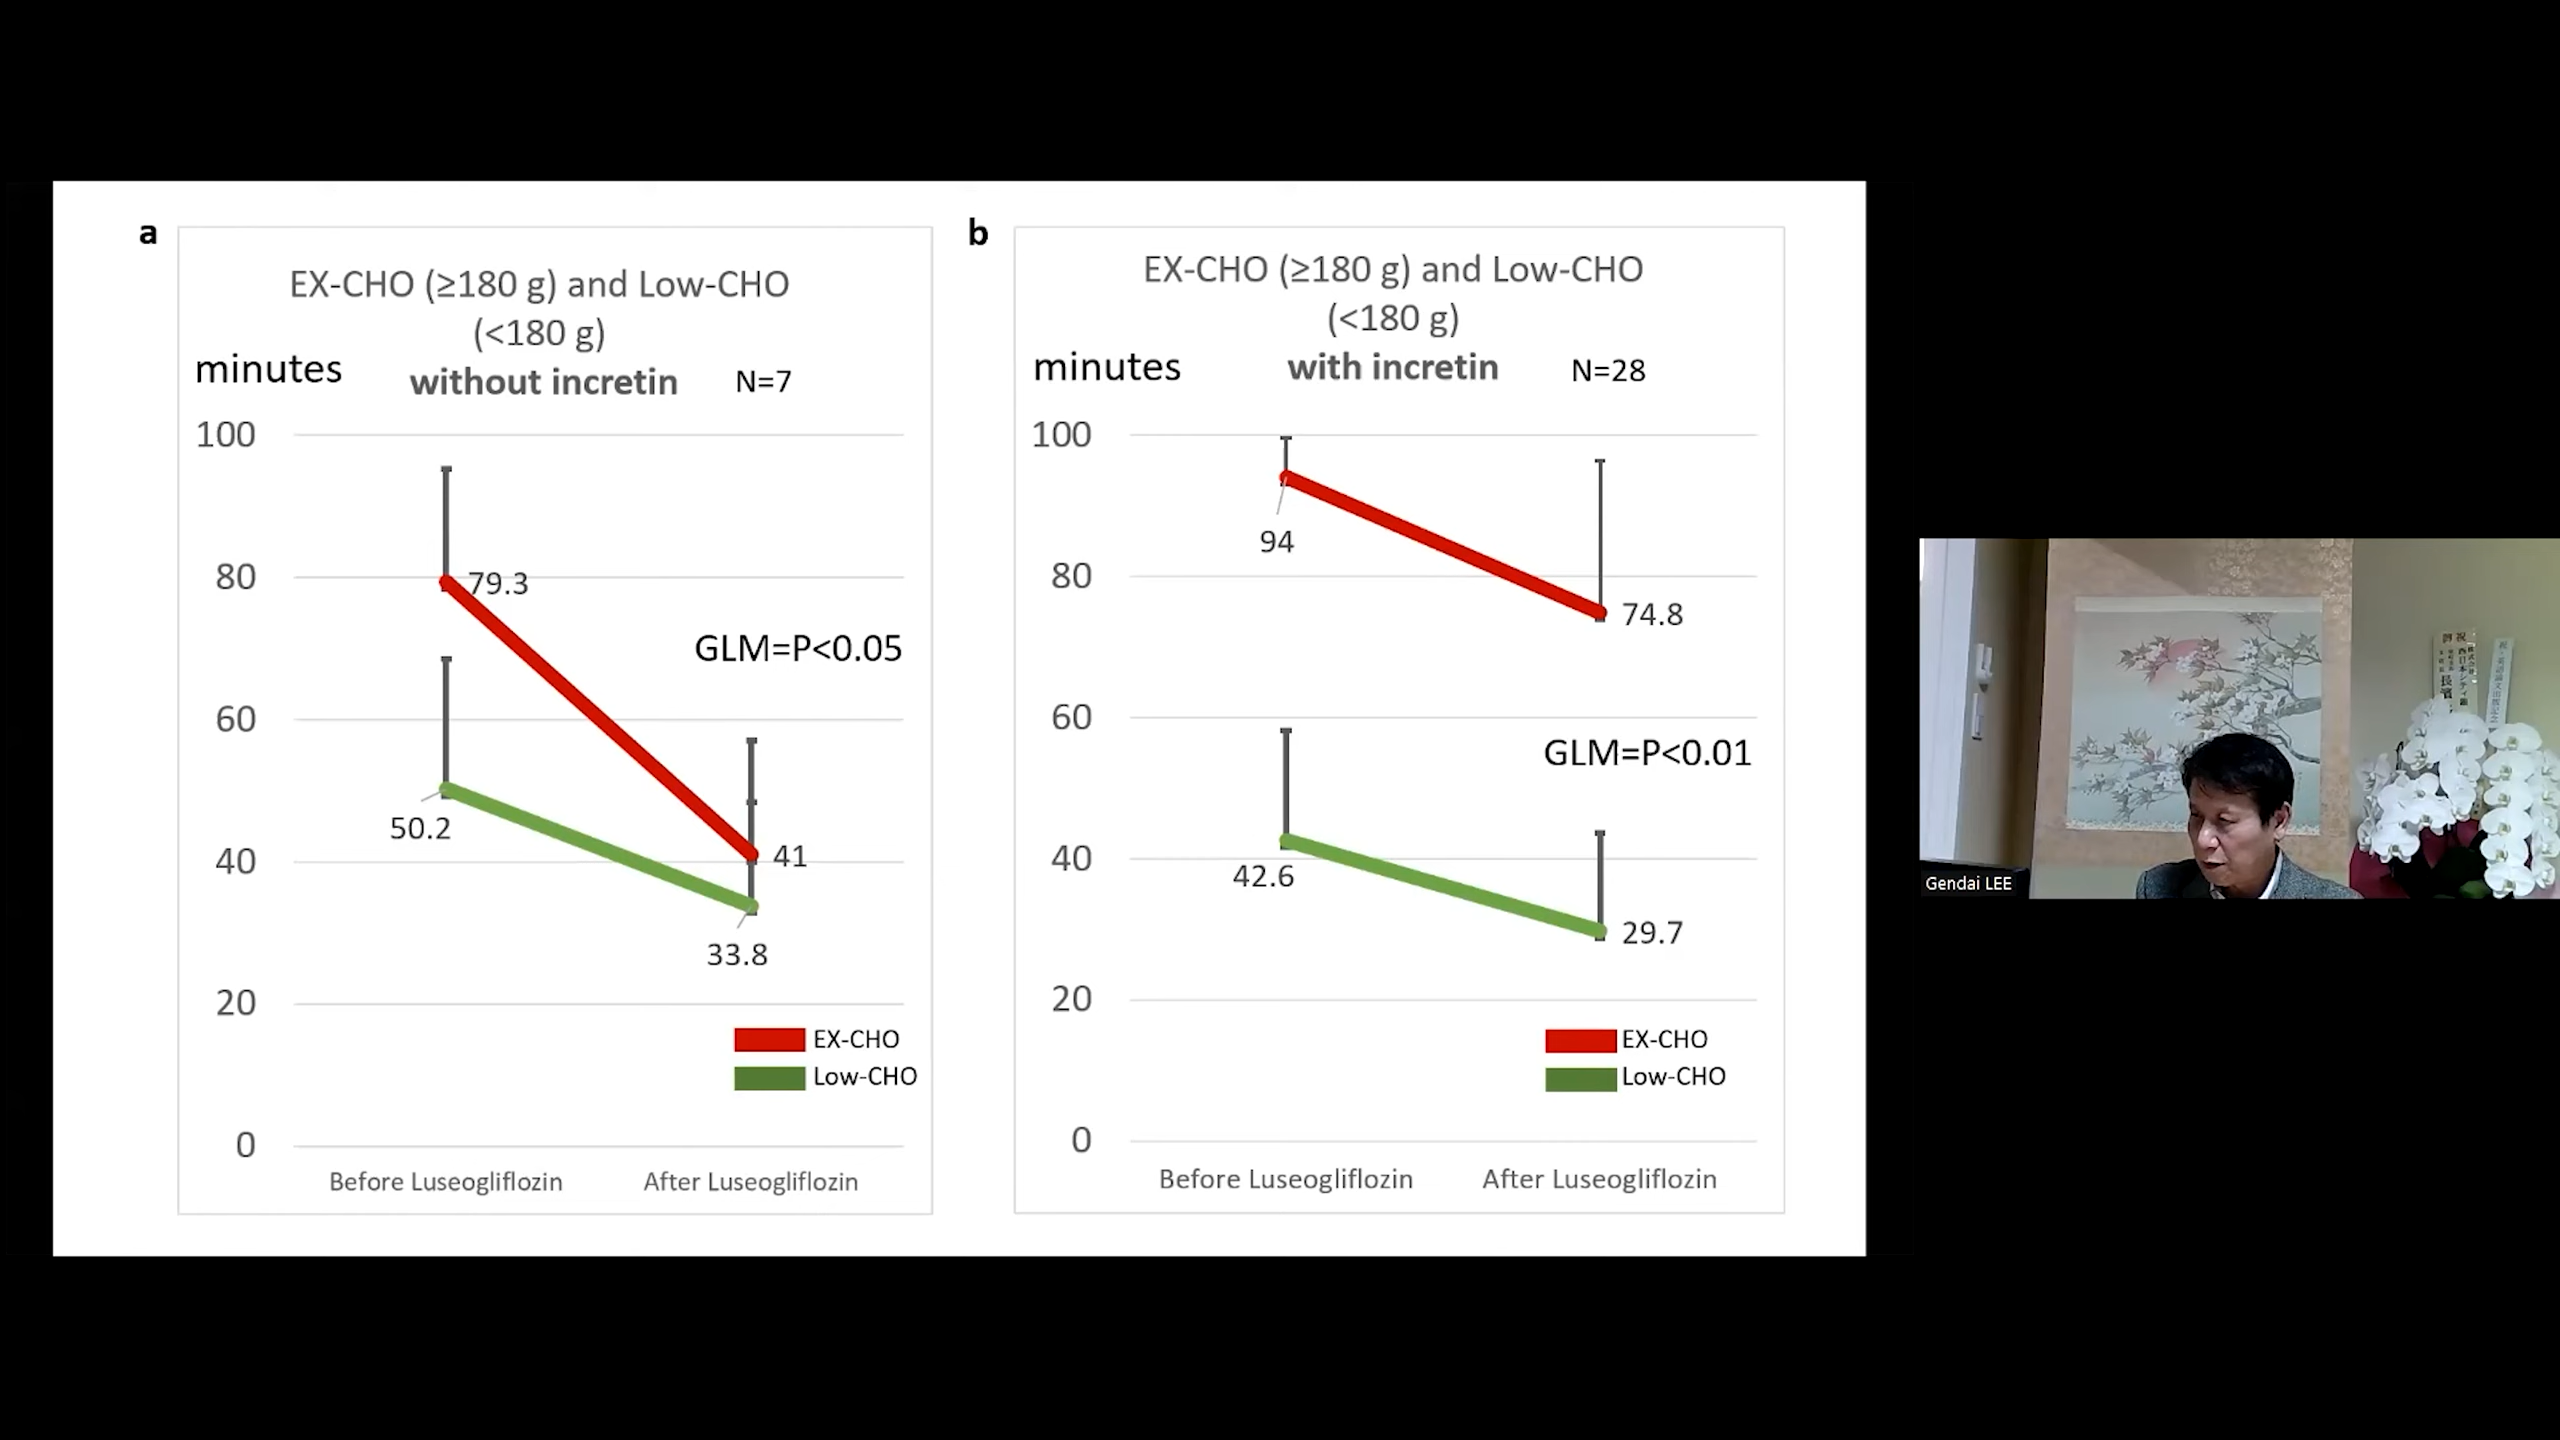 a
EX-CHO (≥180 g) and Low-CHO
(<180 g)
minutes
without incretin
N=7
100
80
60
40
20
0
79.3
50.2
41
33.8
GLM=P<0.05
EX-CHO
Low-CHO
Before Luseogliflozin
After Luseogliflozin
b
EX-CHO (≥180 g) and Low-CHO
(<180 g)
minutes
with incretin
N=28
100
80
60
40
20
0
94
74.8
42.6
29.7
GLM=P<0.01
EX-CHO
Low-CHO
Before Luseogliflozin
After Luseogliflozin
Gendai LEE